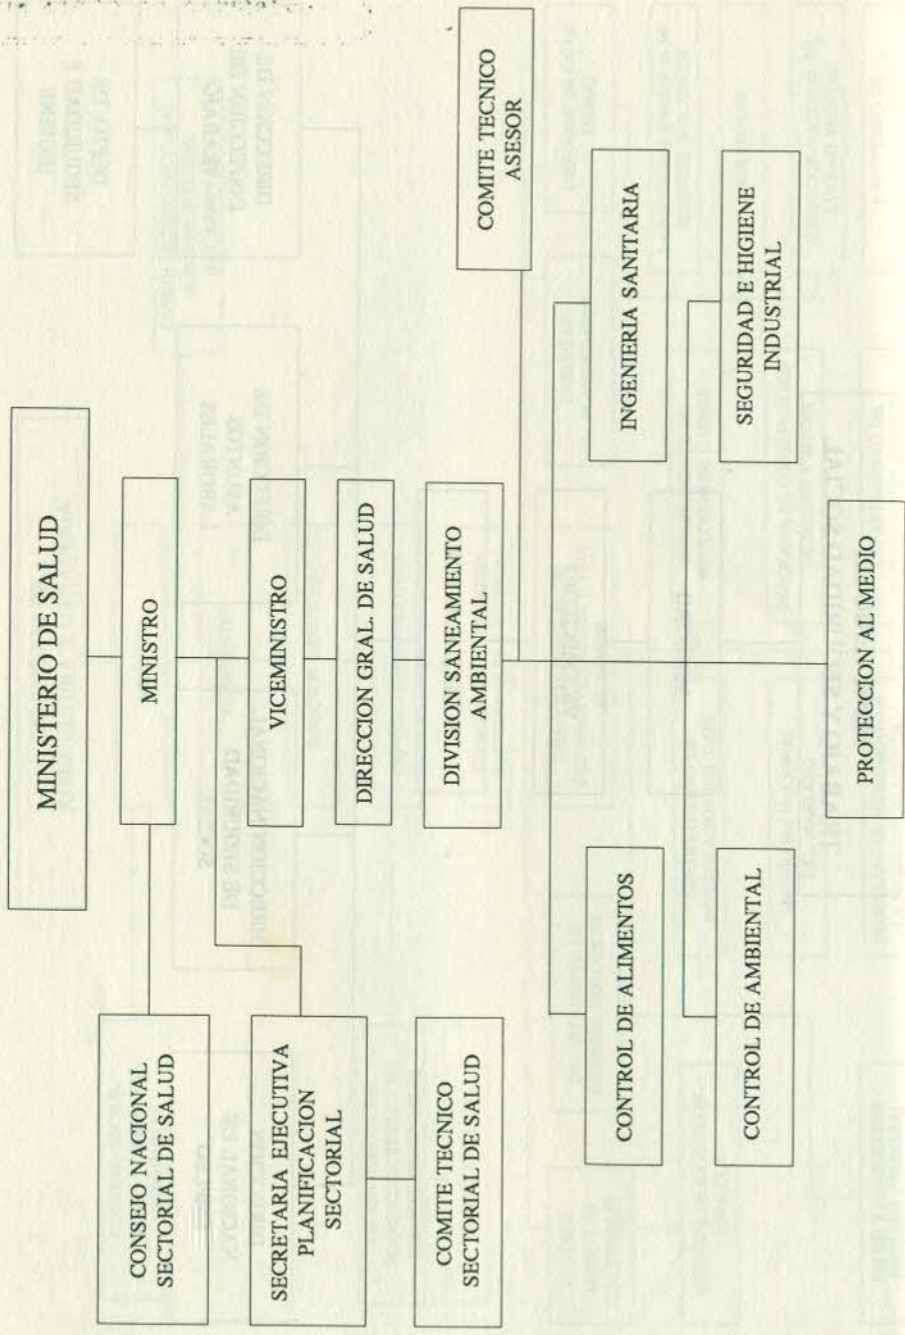 MINISTERIO DE SALUD
MINISTRO
CONSEJO NACIONAL
SECTORIAL DE SALUD
VICEMINISTRO
SECRETARIA EJECUTIVA
PLANIFICACION
SECTORIAL
DIRECCION GRAL. DE SALUD
COMITE TECNICO
SECTORIAL DE SALUD
DIVISION SANEAMIENTO
AMBIENTAL
COMITE TECNICO
ASESOR
CONTROL DE ALIMENTOS
INGENIERIA SANITARIA
CONTROL DE AMBIENTAL
SEGURIDAD E HIGIENE
INDUSTRIAL
PROTECCION AL MEDIO